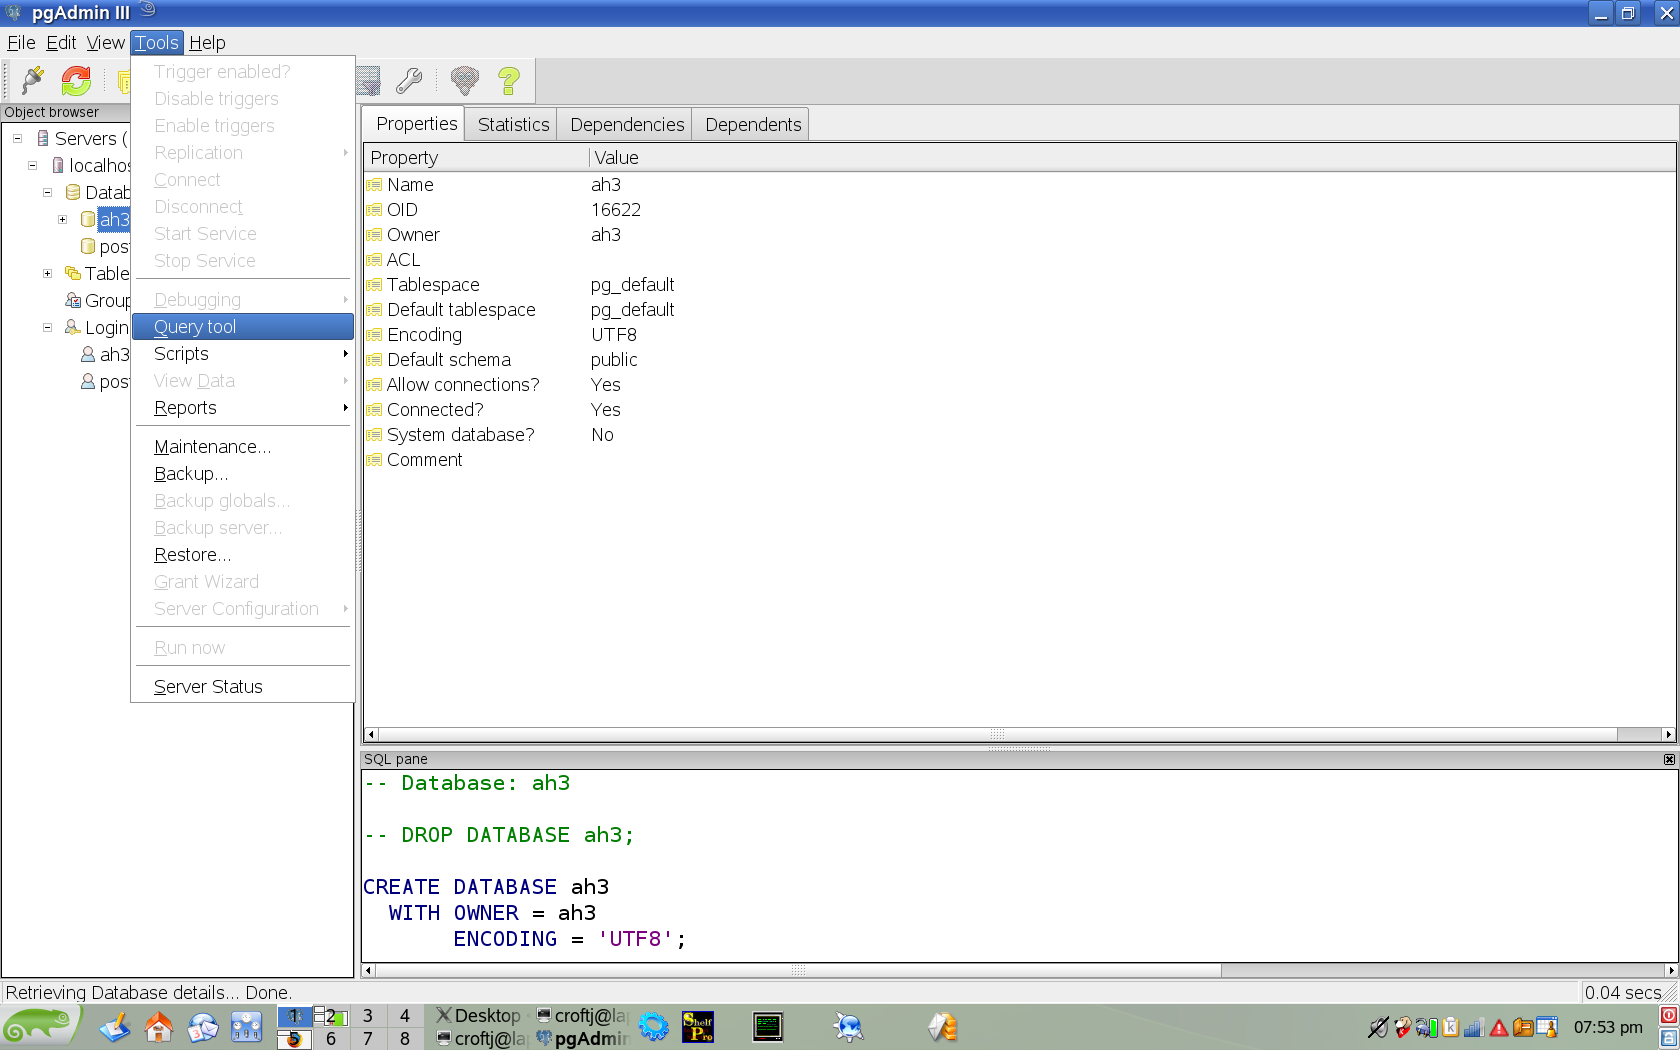 pgAdmin III
File Edit View Tools Help
Trigger enabled?
Disable triggers
Enable triggers
Replication
Connect
Disconnect
Start Service
Stop Service
Debugging
Query tool
Scripts
View Data
Reports
Maintenance...
Backup...
Backup globals...
Backup server...
Restore...
Grant Wizard
Server Configuration
Run now
Server Status
Object browser
Servers (
localhos
Datab
ah3
post
Table
Group
Login
ah3
post
Properties Statistics Dependencies Dependents
Property Value
Name ah3
OID 16622
Owner ah3
ACL
Tablespace pg_default
Default tablespace pg_default
Encoding UTF8
Default schema public
Allow connections? Yes
Connected? Yes
System database? No
Comment
SQL pane
-- Database: ah3
-- DROP DATABASE ah3;
CREATE DATABASE ah3
WITH OWNER = ah3
ENCODING = 'UTF8';
Retrieving Database details... Done. 0.04 secs
1 2 3 4
5 6 7 8
Desktop croftj@la
croftj@la pgAdmin
Shelf Pro
07:53 pm